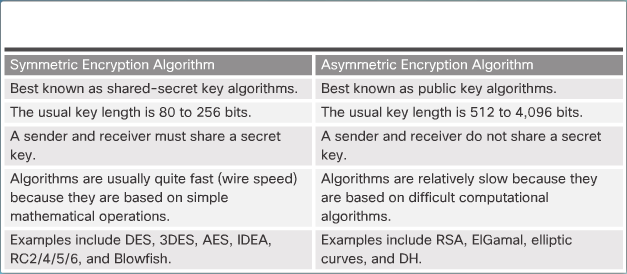 Symmetric Encryption Algorithm
Asymmetric Encryption Algorithm
Best known as shared-secret key algorithms.
Best known as public key algorithms.
The usual key length is 80 to 256 bits.
The usual key length is 512 to 4,096 bits.
A sender and receiver must share a secret
key.
A sender and receiver do not share a secret
key.
Algorithms are usually quite fast (wire speed)
because they are based on simple
mathematical operations.
Algorithms are relatively slow because they
are based on difficult computational
algorithms.
Examples include DES, 3DES, AES, IDEA,
RC2/4/5/6, and Blowfish.
Examples include RSA, ElGamal, elliptic
curves, and DH.